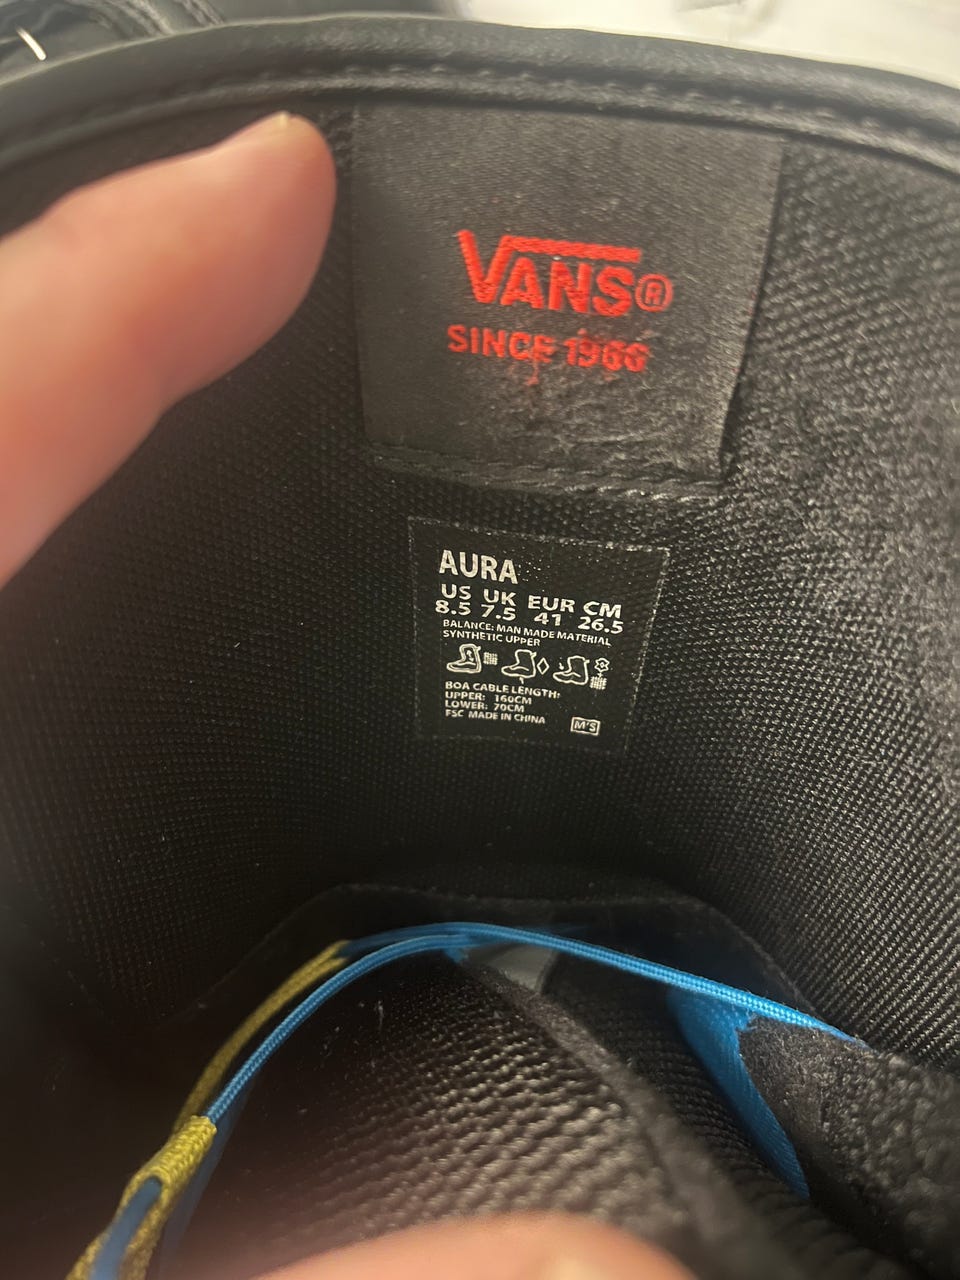 VANS®
SINCE 1966
AURA
US UK EUR CM
8.5 7.5 41 26.5
BALANCE: MAN MADE MATERIAL
SYNTHETIC UPPER
BOA CABLE LENGTH:
UPPER: 160CM
LOWER: 70CM
FSC MADE IN CHINA
M'S